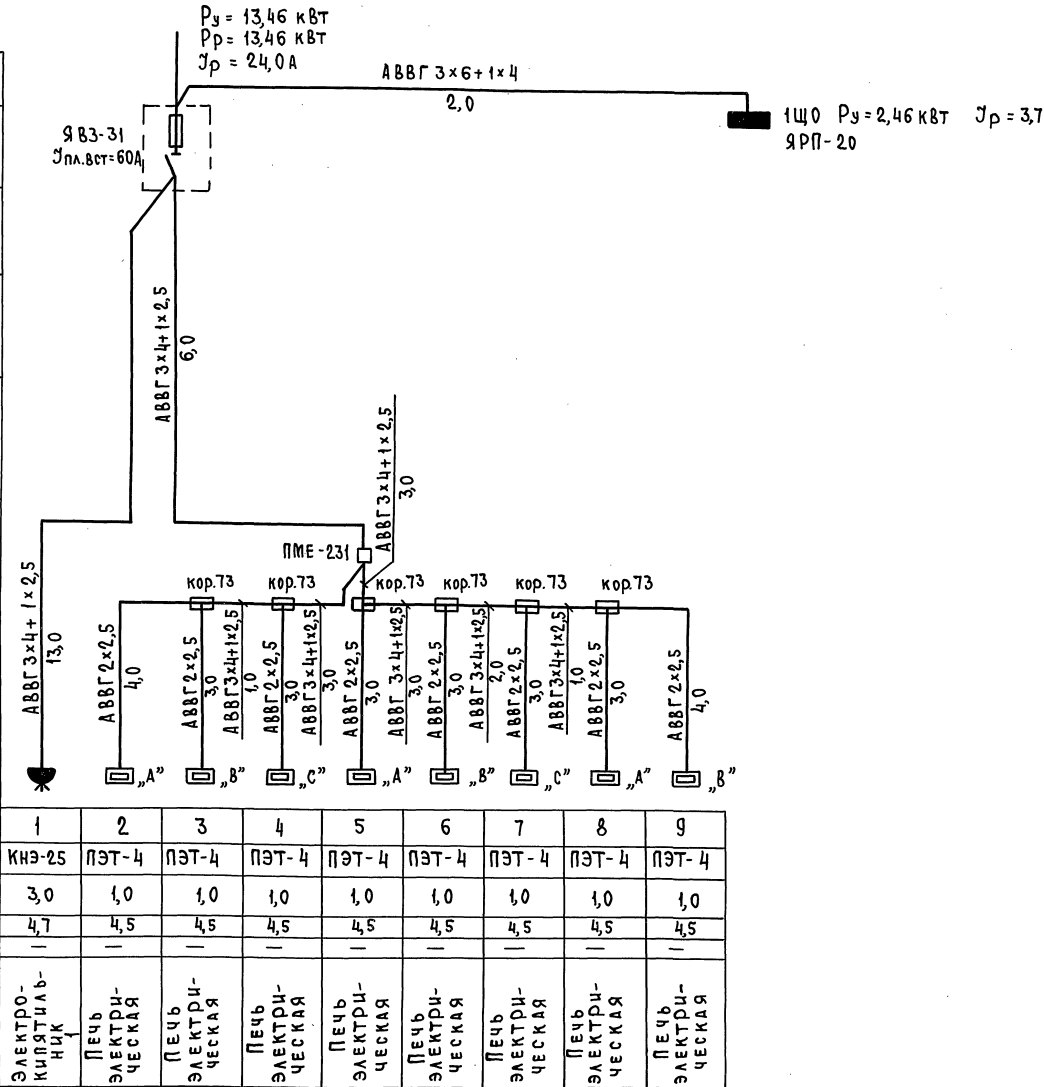 Ру = 13,46 кВт
Рр = 13,46 кВт
Jр = 24,0 А
АВВГ 3×6+1×4
2,0
1ЩО Ру = 2,46 кВт Jр = 3,7
ЯРП-20
ЯВЗ-31
Jпл.вст=60А
АВВГ 3×4+1×2,5
6,0
АВВГ 3×4+1×2,5
3,0
ПМЕ-231
кор.73 кор.73 кор.73 кор.73 кор.73 кор.73
АВВГ 3×4+1×2,5
13,0
АВВГ 2×2,5
4,0
АВВГ 2×2,5
3,0
АВВГ 3×4+1×2,5
1,0
АВВГ 2×2,5
3,0
АВВГ 3×4+1×2,5
3,0
АВВГ 2×2,5
3,0
АВВГ 3×4+1×2,5
3,0
АВВГ 2×2,5
3,0
АВВГ 3×4+1×2,5
2,0
АВВГ 2×2,5
3,0
АВВГ 3×4+1×2,5
1,0
АВВГ 2×2,5
3,0
АВВГ 2×2,5
4,0
„А” „В” „С” „А” „В” „С” „А” „В”
1 2 3 4 5 6 7 8 9
КНЭ-25 ПЭТ-4 ПЭТ-4 ПЭТ-4 ПЭТ-4 ПЭТ-4 ПЭТ-4 ПЭТ-4 ПЭТ-4
3,0 1,0 1,0 1,0 1,0 1,0 1,0 1,0 1,0
4,7 4,5 4,5 4,5 4,5 4,5 4,5 4,5 4,5
— — — — — — — — —
Электро-
кипятиль-
ник
1
Печь
электри-
ческая
Печь
электри-
ческая
Печь
электри-
ческая
Печь
электри-
ческая
Печь
электри-
ческая
Печь
электри-
ческая
Печь
электри-
ческая
Печь
электри-
ческая